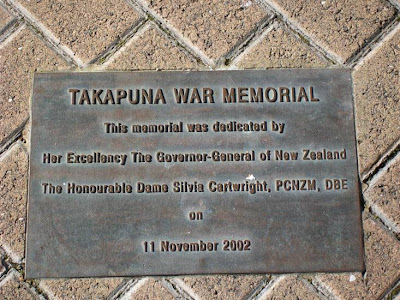 TAKAPUNA WAR MEMORIAL
This memorial was dedicated by
Her Excellency The Governor-General of New Zealand
The Honourable Dame Silvia Cartwright, PCNZM, DBE
on
11 November 2002